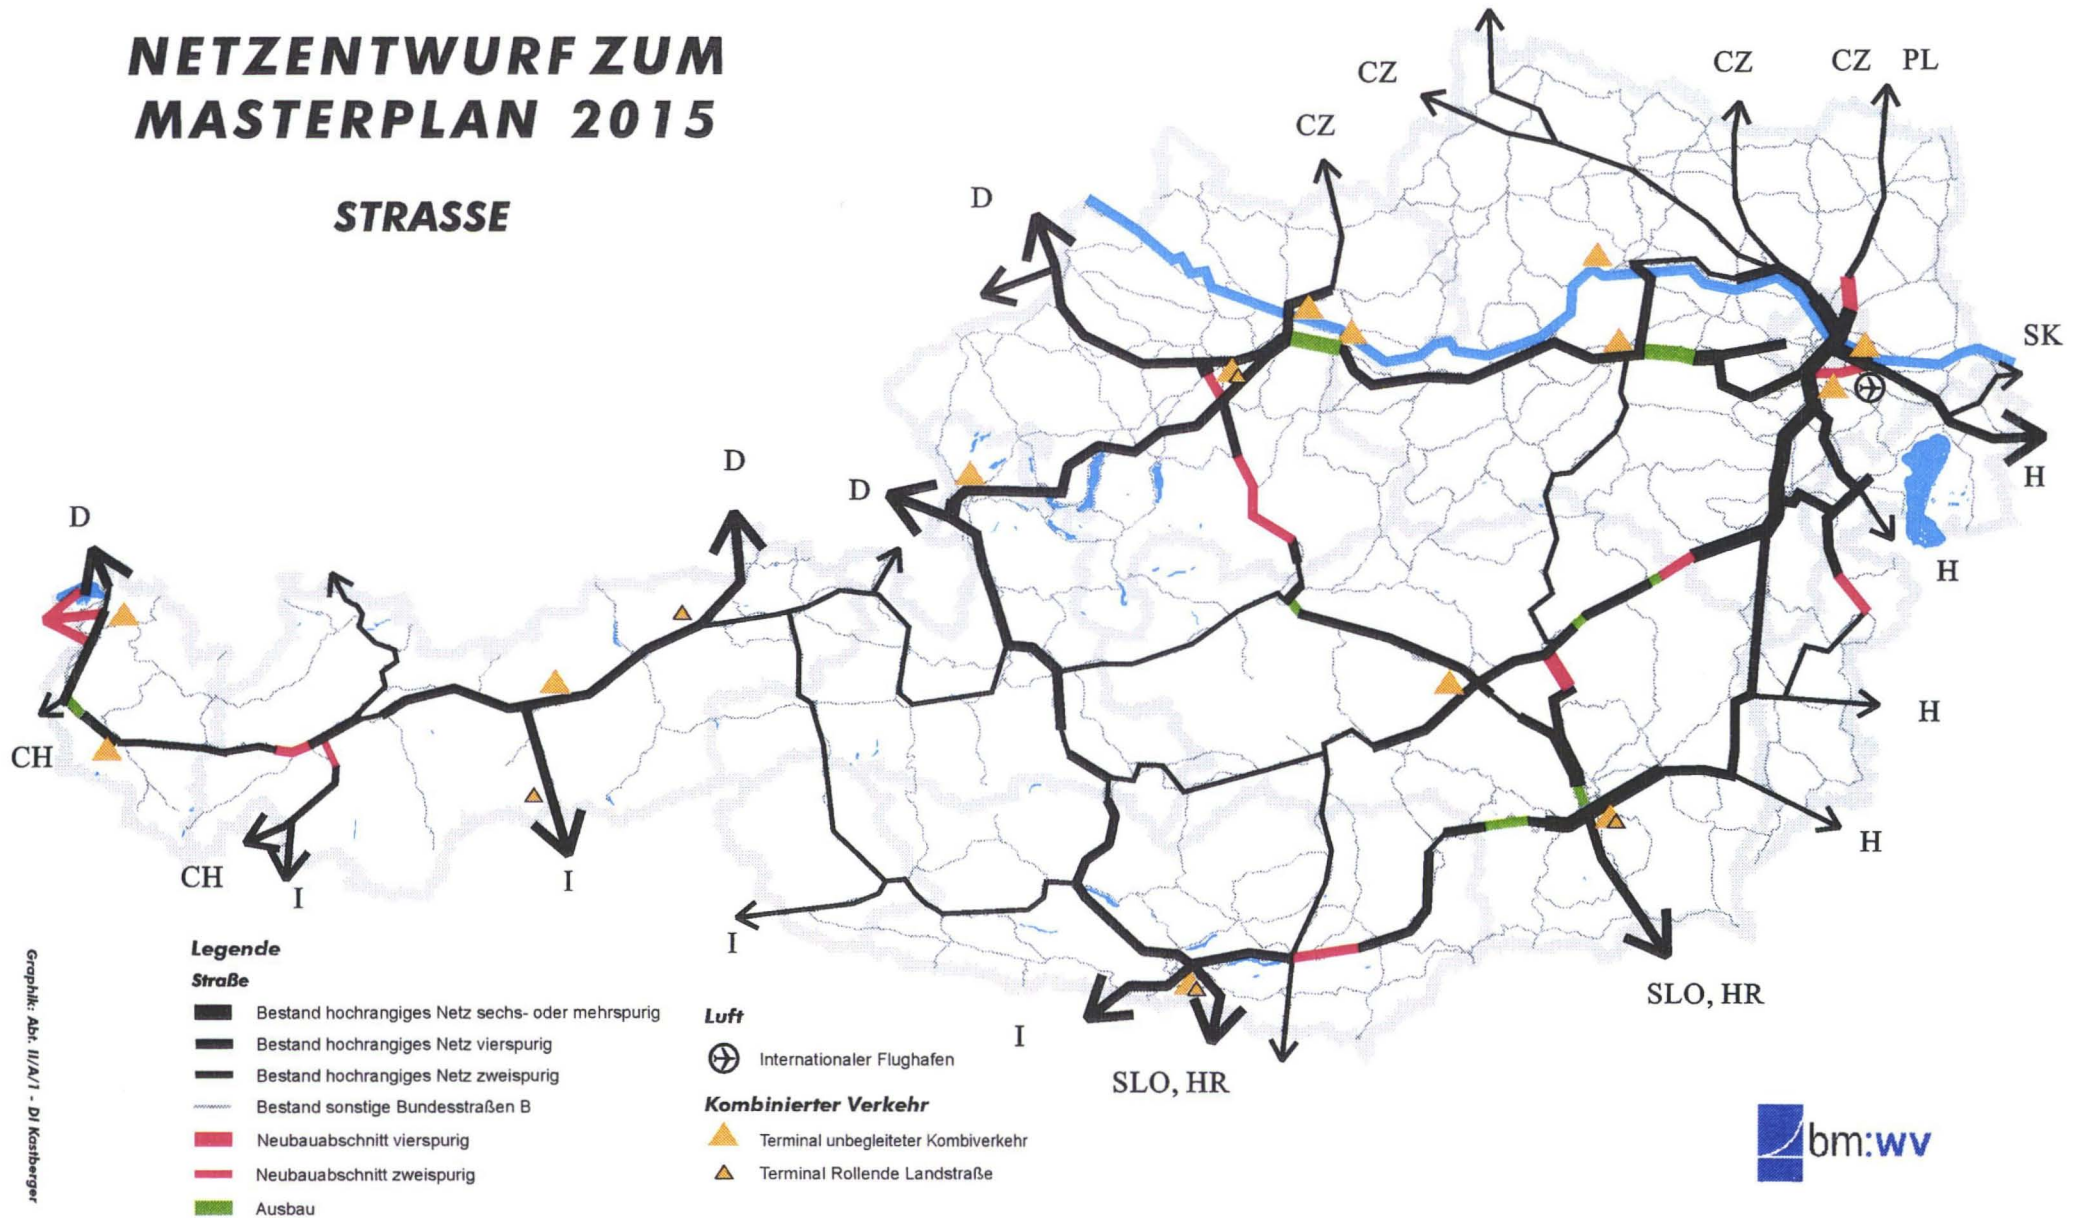 NETZENTWURF ZUM
MASTERPLAN 2015
STRASSE
CZ
CZ
CZ
PL
CZ
D
SK
D
D
H
D
H
H
CH
H
CH
I
I
I
SLO, HR
I
SLO, HR
Graphik: Abt. II/A/1 - DI Kastberger
Legende
Straße
Bestand hochrangiges Netz sechs- oder mehrspurig
Bestand hochrangiges Netz vierspurig
Bestand hochrangiges Netz zweispurig
Bestand sonstige Bundesstraßen B
Neubauabschnitt vierspurig
Neubauabschnitt zweispurig
Ausbau
Luft
Internationaler Flughafen
Kombinierter Verkehr
Terminal unbegleiteter Kombiverkehr
Terminal Rollende Landstraße
bm:wv